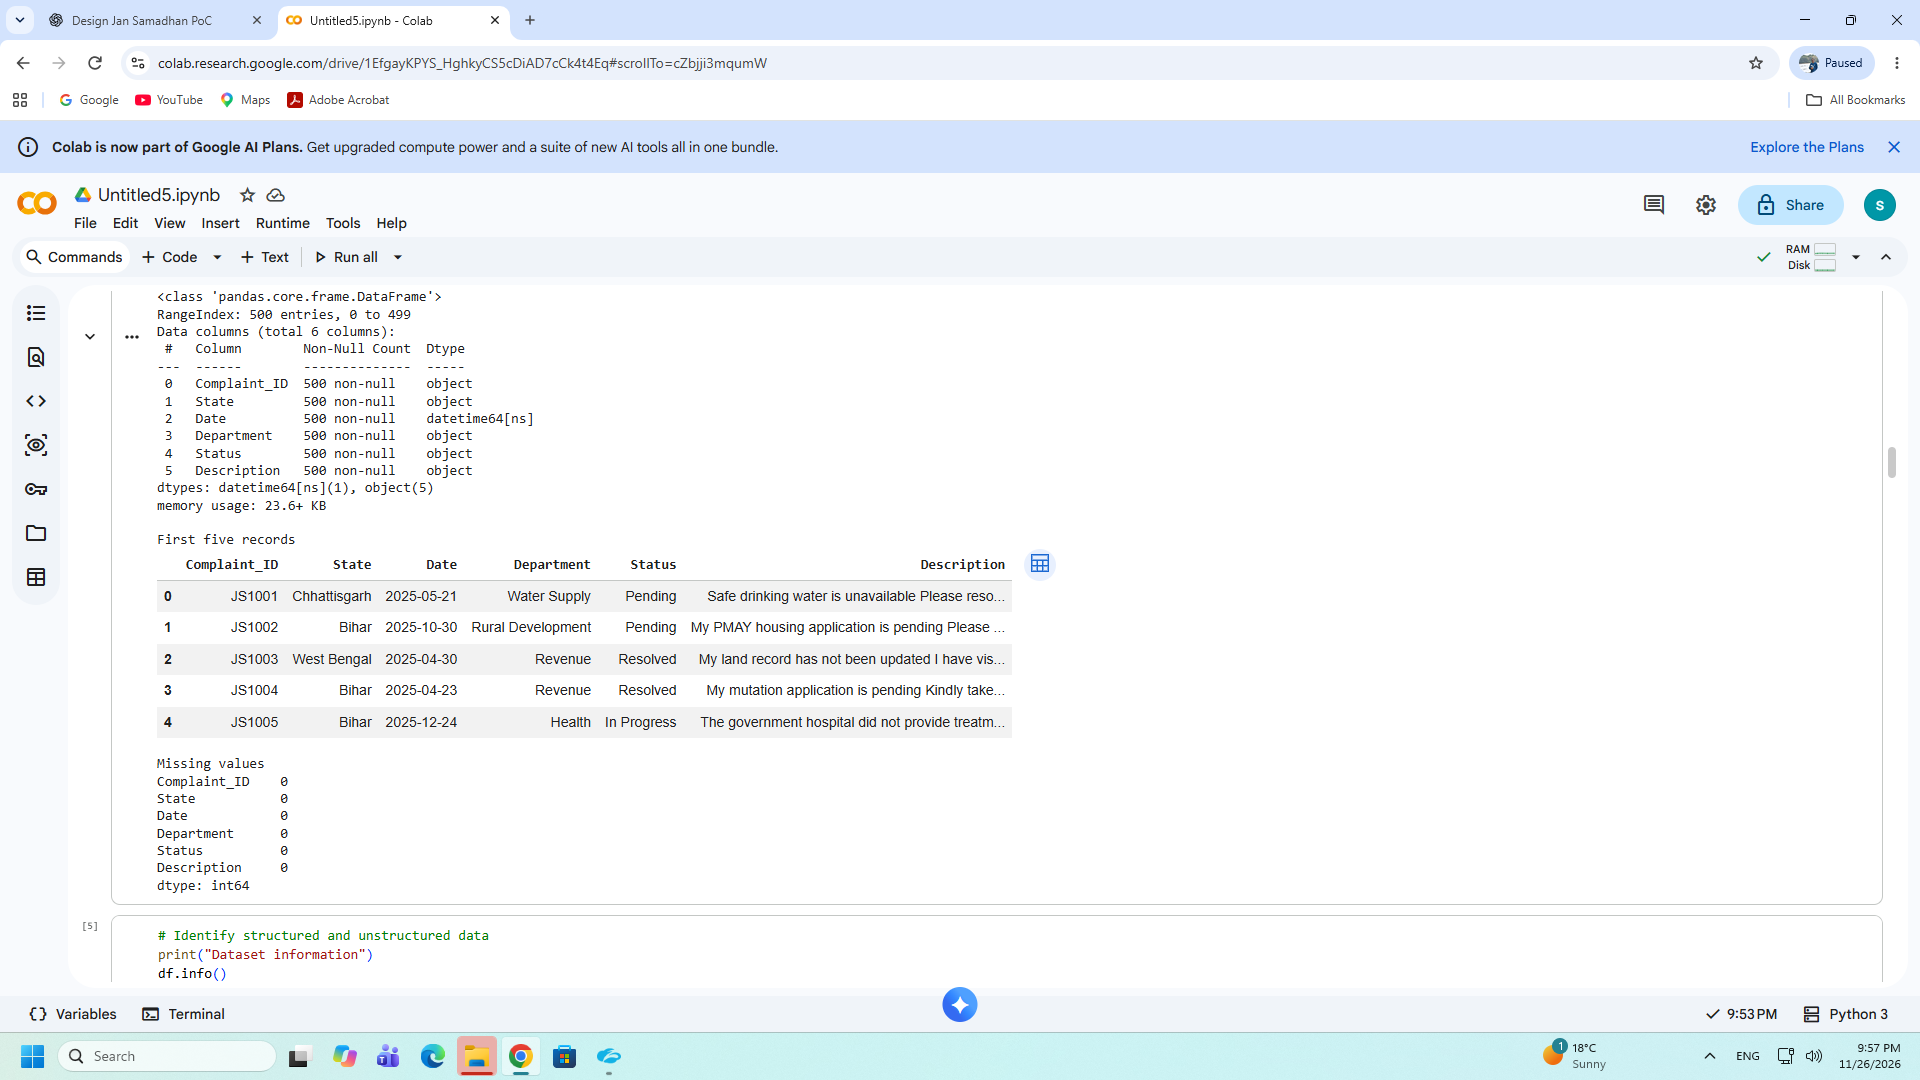 Design Jan Samadhan PoC
Untitled5.ipynb - Colab
colab.research.google.com/drive/1EfgayKPYS_HghkyCS5cDiAD7cCk4t4Eq#scrollTo=cZbjji3mqumW
Paused
Google
YouTube
Maps
Adobe Acrobat
All Bookmarks
Colab is now part of Google AI Plans. Get upgraded compute power and a suite of new AI tools all in one bundle.
Explore the Plans
Untitled5.ipynb
Share
S
File Edit View Insert Runtime Tools Help
Commands + Code + Text Run all
RAM
Disk
<class 'pandas.core.frame.DataFrame'>
RangeIndex: 500 entries, 0 to 499
Data columns (total 6 columns):
# Column Non-Null Count Dtype
--- ------ -------------- -----
0 Complaint_ID 500 non-null object
1 State 500 non-null object
2 Date 500 non-null datetime64[ns]
3 Department 500 non-null object
4 Status 500 non-null object
5 Description 500 non-null object
dtypes: datetime64[ns](1), object(5)
memory usage: 23.6+ KB
First five records
Complaint_ID State Date Department Status Description
0 JS1001 Chhattisgarh 2025-05-21 Water Supply Pending Safe drinking water is unavailable Please reso...
1 JS1002 Bihar 2025-10-30 Rural Development Pending My PMAY housing application is pending Please ...
2 JS1003 West Bengal 2025-04-30 Revenue Resolved My land record has not been updated I have vis...
3 JS1004 Bihar 2025-04-23 Revenue Resolved My mutation application is pending Kindly take...
4 JS1005 Bihar 2025-12-24 Health In Progress The government hospital did not provide treatm...
Missing values
Complaint_ID 0
State 0
Date 0
Department 0
Status 0
Description 0
dtype: int64
[5]
# Identify structured and unstructured data
print("Dataset information")
df.info()
Variables
Terminal
9:53 PM
Python 3
Search
1
18°C
Sunny
ENG
9:57 PM
11/26/2026